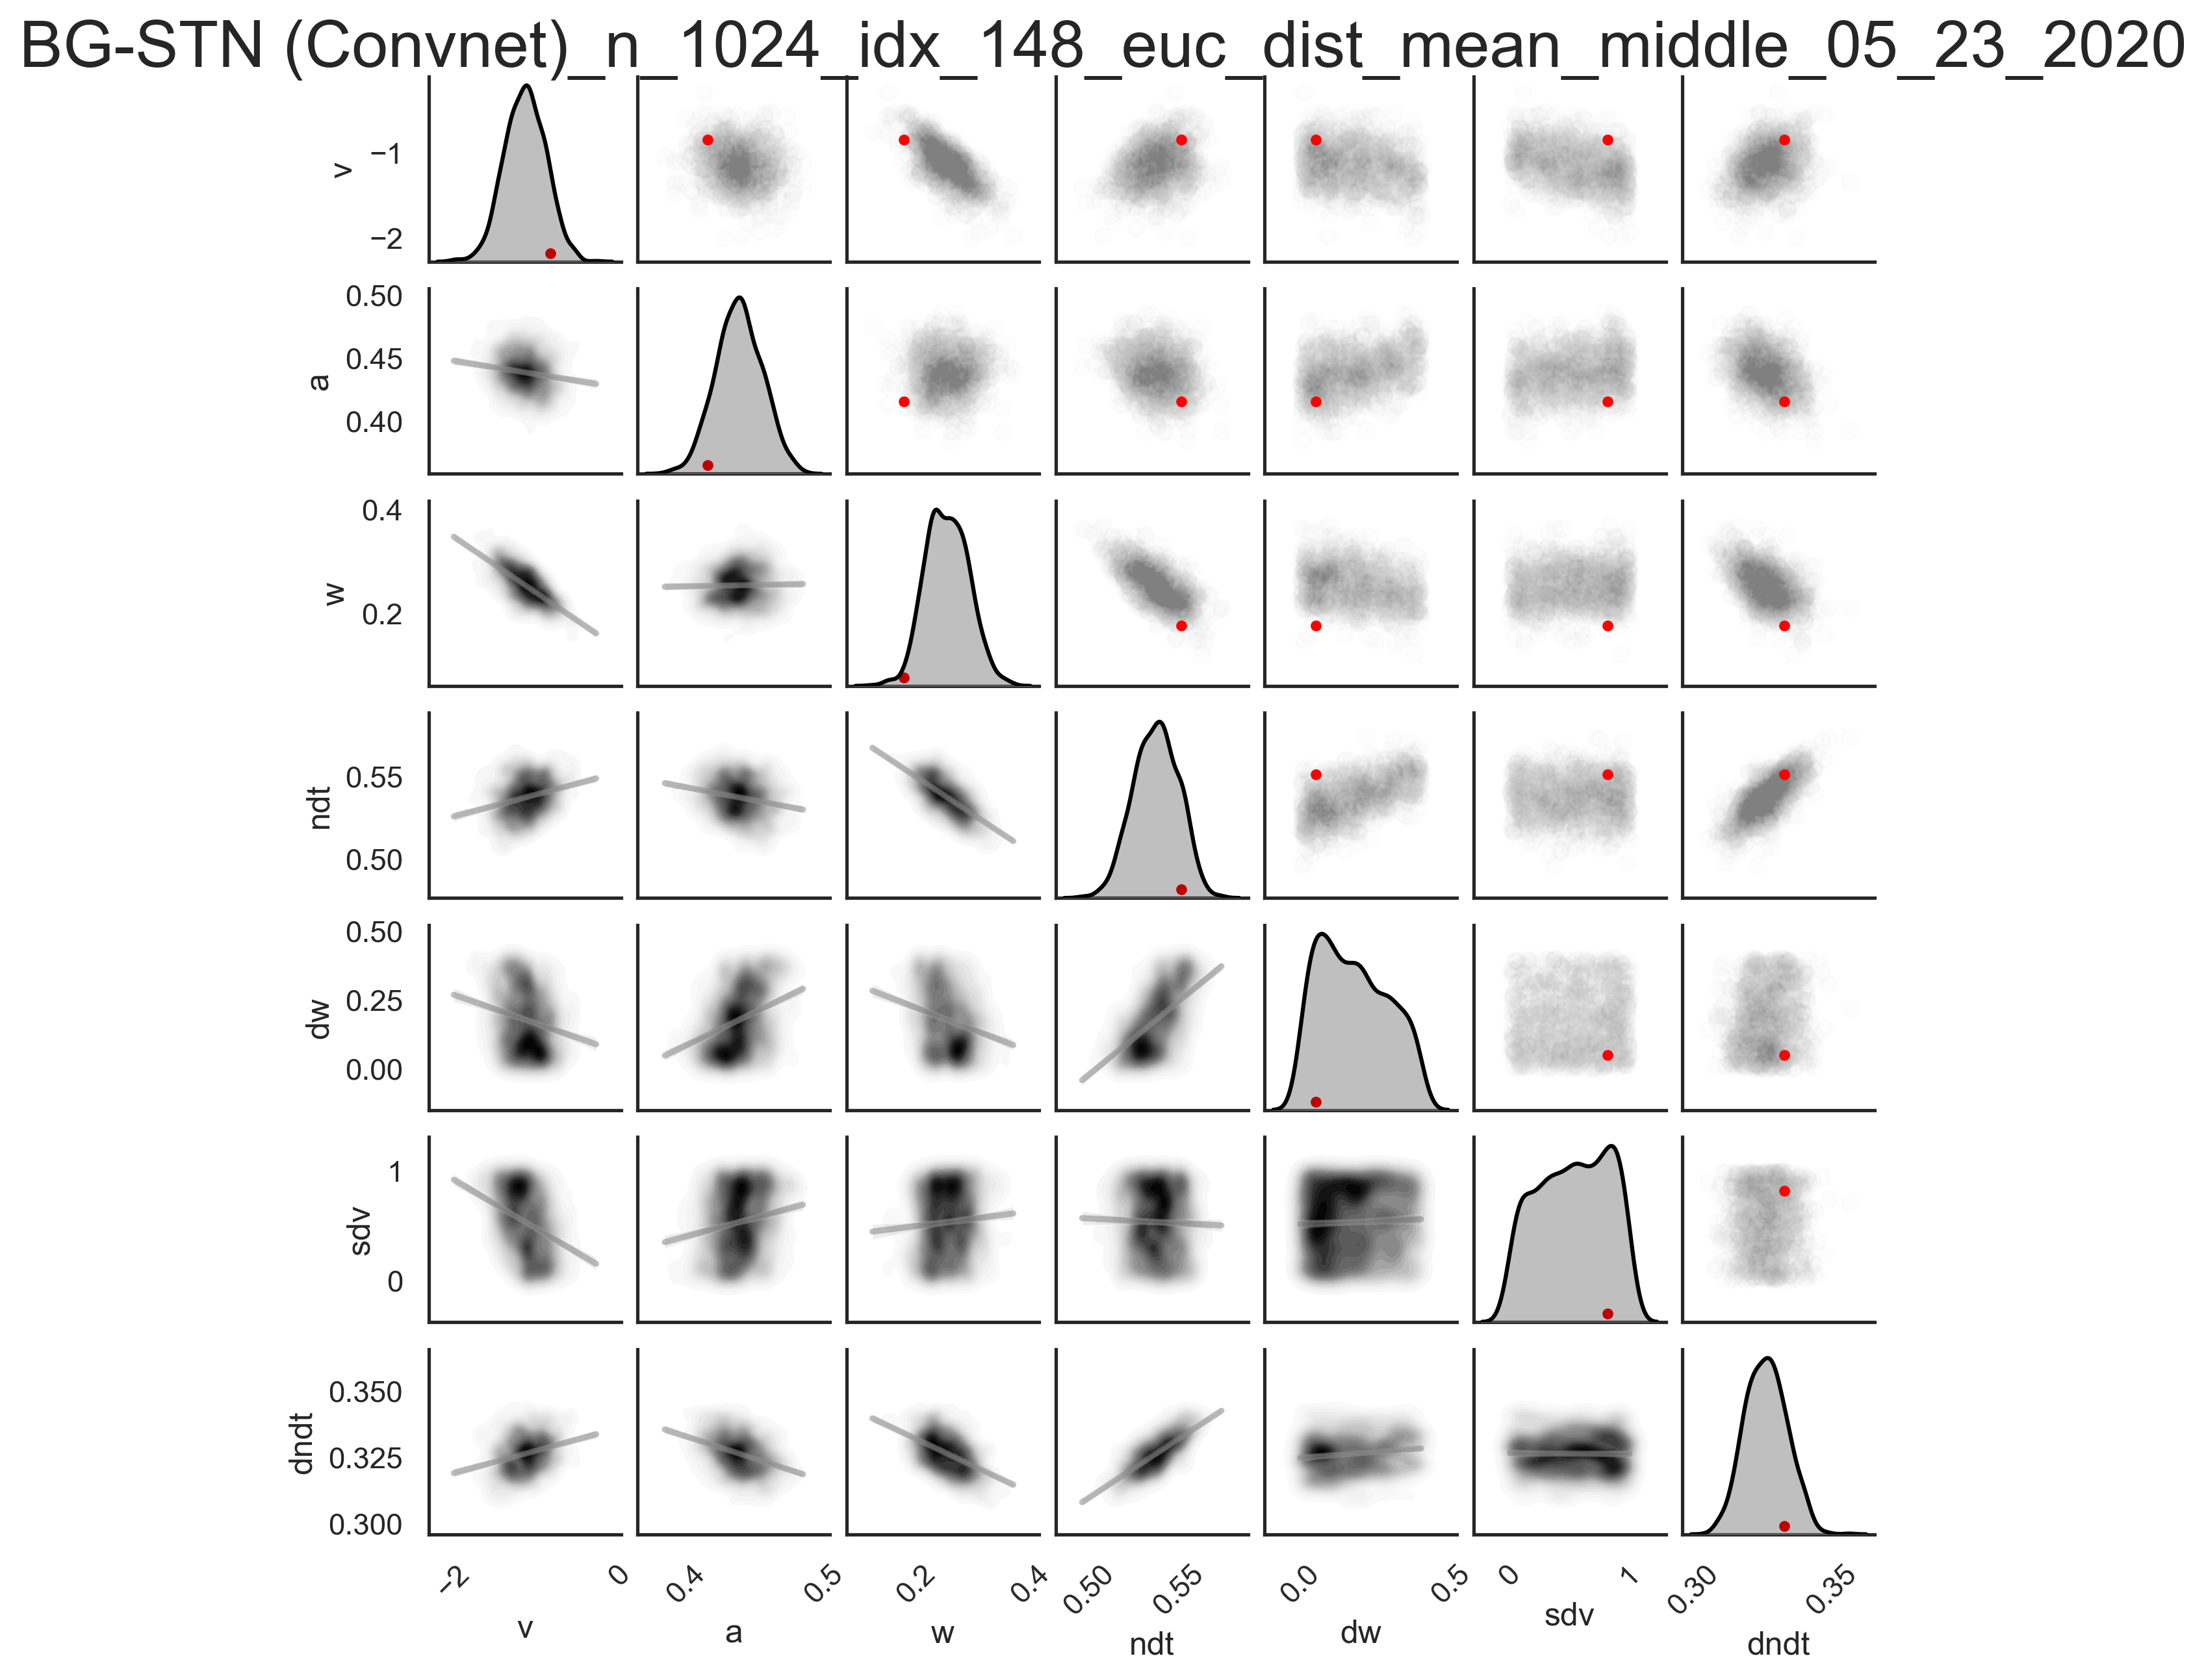 BG-STN (Convnet)_n_1024_idx_148_euc_dist_mean_middle_05_23_2020
v
−1
−2
a
0.50
0.45
0.40
w
0.4
0.2
ndt
0.55
0.50
dw
0.50
0.25
0.00
sdv
1
0
dndt
0.350
0.325
0.300
−2 0 0.4 0.5 0.2 0.4 0.50 0.55 0.0 0.5 0 1 0.30 0.35
v a w ndt dw sdv dndt